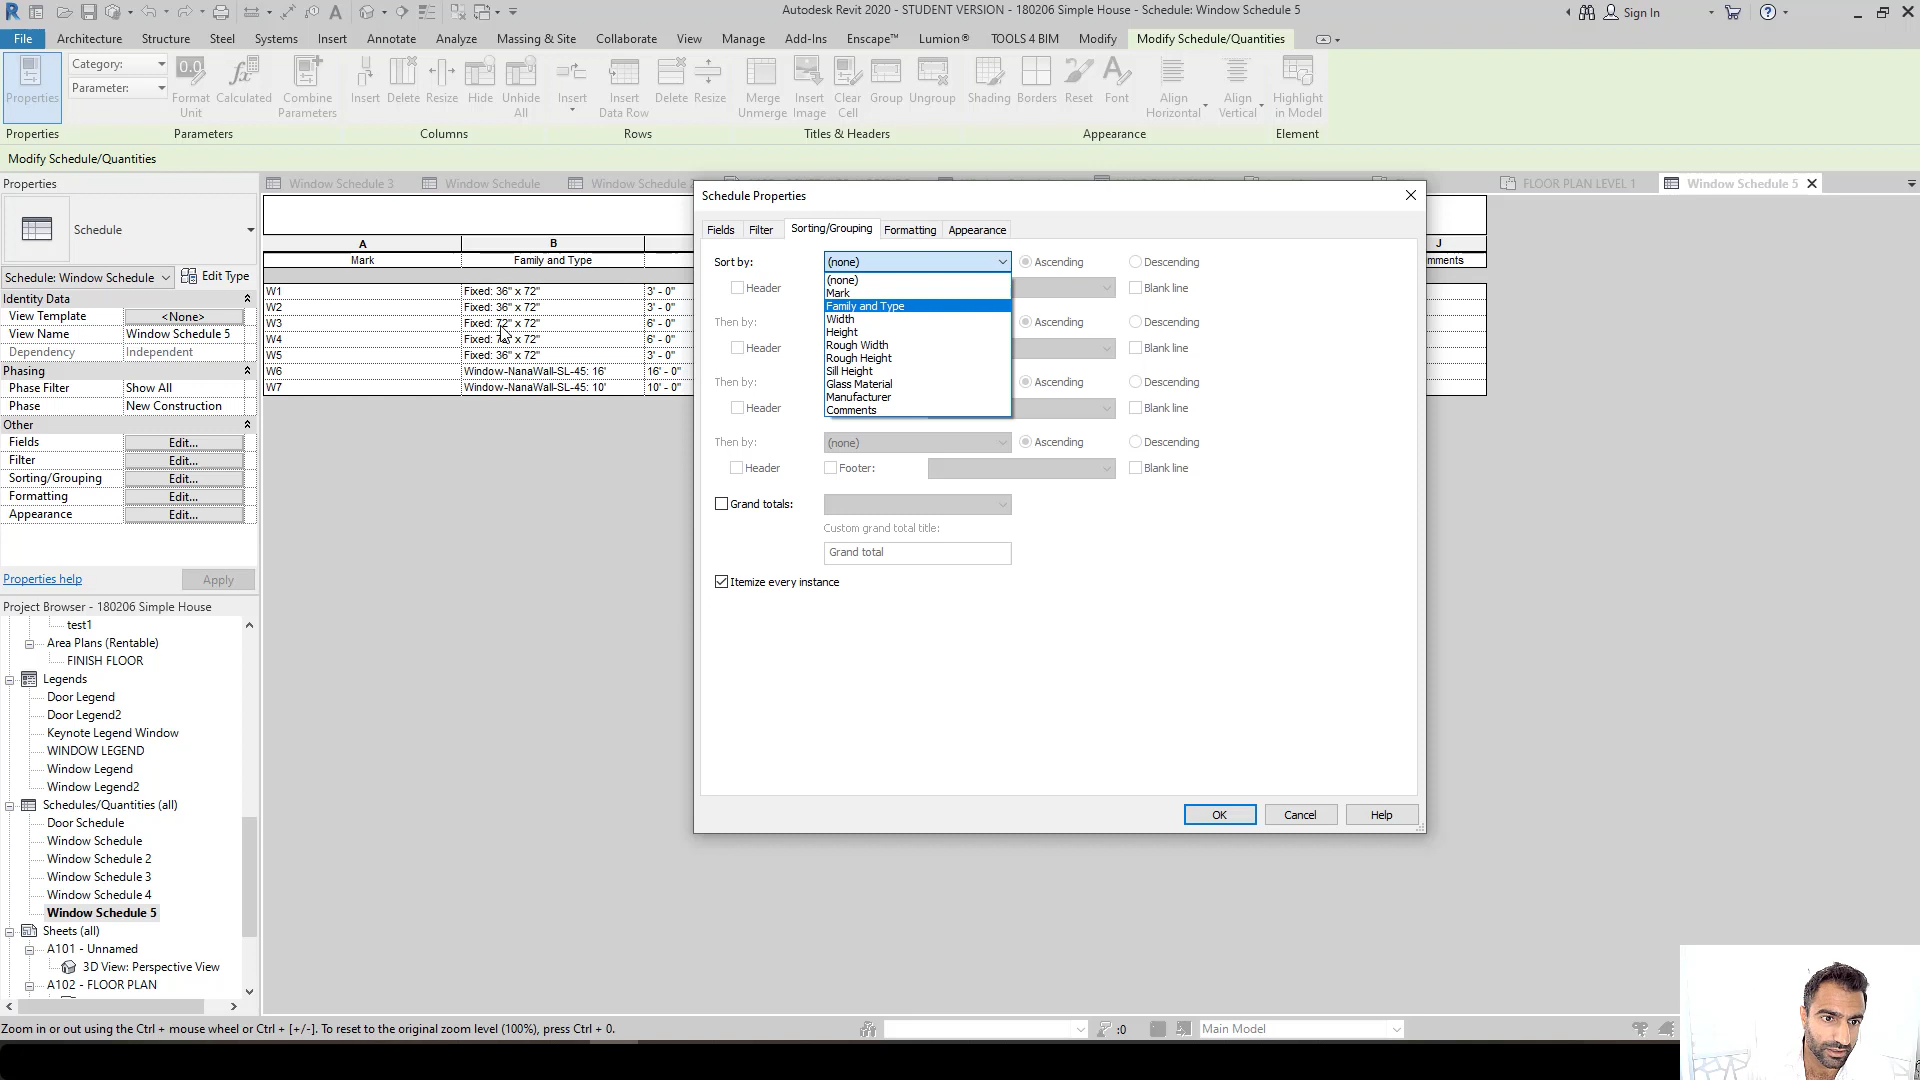 Autodesk Revit 2020 - STUDENT VERSION - 180206 Simple House - Schedule: Window Schedule 5
Sign In
File Architecture Structure Steel Systems Insert Annotate Analyze Massing & Site Collaborate View Manage Add-Ins Enscape™ Lumion® TOOLS 4 BIM Modify Modify Schedule/Quantities
Category:
Parameter:
Properties
Format Unit
Calculated
Combine Parameters
Insert Delete Resize Hide Unhide All
Insert
Insert Data Row
Delete Resize
Merge Unmerge
Insert Image
Clear Cell
Group Ungroup
Shading Borders Reset Font
Align Horizontal
Align Vertical
Highlight in Model
Properties Parameters Columns Rows Titles & Headers Appearance Element
Modify Schedule/Quantities
Properties
Schedule
Schedule: Window Schedule
Edit Type
Identity Data
View Template <None>
View Name Window Schedule 5
Dependency Independent
Phasing
Phase Filter Show All
Phase New Construction
Other
Fields Edit...
Filter Edit...
Sorting/Grouping Edit...
Formatting Edit...
Appearance Edit...
Properties help
Apply
Project Browser - 180206 Simple House
test1
Area Plans (Rentable)
FINISH FLOOR
Legends
Door Legend
Door Legend2
Keynote Legend Window
WINDOW LEGEND
Window Legend
Window Legend2
Schedules/Quantities (all)
Door Schedule
Window Schedule
Window Schedule 2
Window Schedule 3
Window Schedule 4
Window Schedule 5
Sheets (all)
A101 - Unnamed
3D View: Perspective View
A102 - FLOOR PLAN
Window Schedule 3
Window Schedule
Window Schedule
FLOOR PLAN LEVEL 1
Window Schedule 5
A B J
Mark Family and Type mments
W1 Fixed: 36" x 72" 3' - 0"
W2 Fixed: 36" x 72" 3' - 0"
W3 Fixed: 72" x 72" 6' - 0"
W4 Fixed: 7 x 72" 6' - 0"
W5 Fixed: 36" x 72" 3' - 0"
W6 Window-NanaWall-SL-45: 16' 16' - 0"
W7 Window-NanaWall-SL-45: 10' 10' - 0"
Schedule Properties
Fields Filter Sorting/Grouping Formatting Appearance
Sort by: (none) Ascending Descending
Header Blank line
(none)
Mark
Family and Type
Width
Height
Rough Width
Rough Height
Sill Height
Glass Material
Manufacturer
Comments
Then by: Ascending Descending
Header Blank line
Then by: Ascending Descending
Header Blank line
Then by: (none) Ascending Descending
Header Footer: Blank line
Grand totals:
Custom grand total title:
Grand total
Itemize every instance
OK Cancel Help
Zoom in or out using the Ctrl + mouse wheel or Ctrl + [+/-]. To reset to the original zoom level (100%), press Ctrl + 0.
:0
Main Model